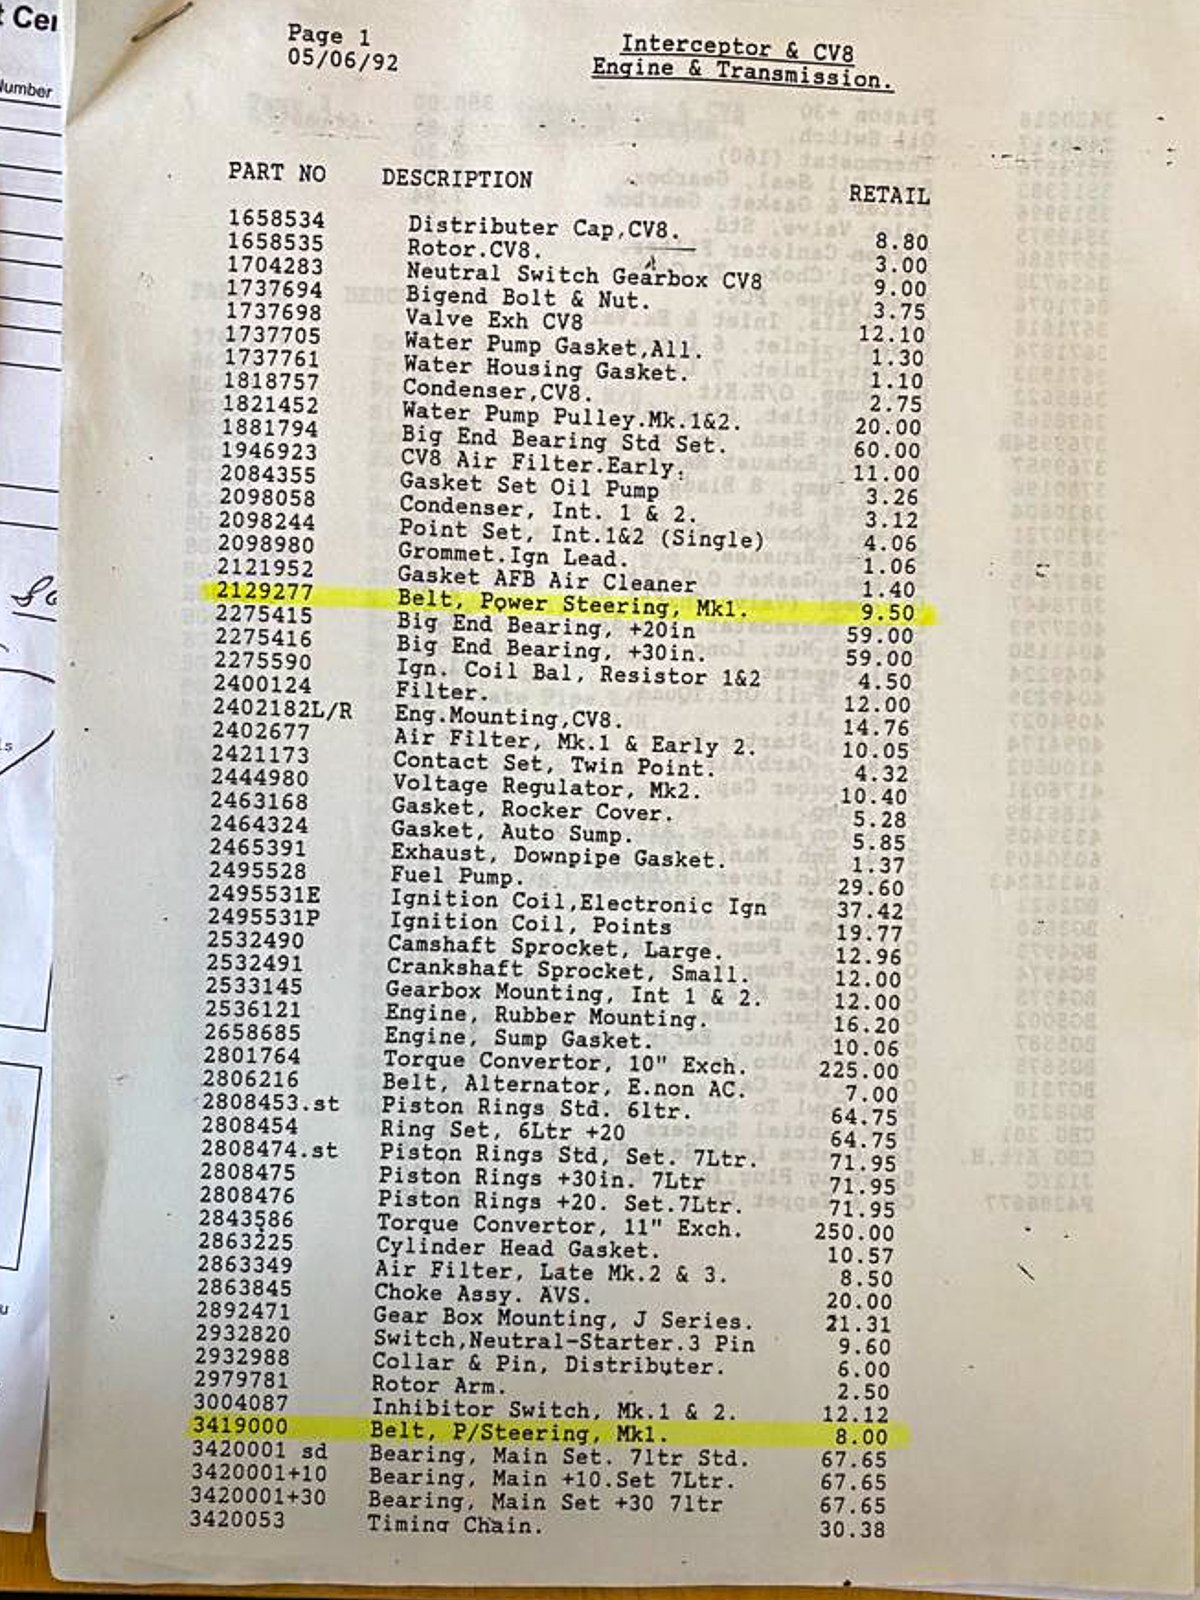 t Cer
Number
Page 1
05/06/92
Interceptor & CV8
Engine & Transmission.
PART NO DESCRIPTION RETAIL
1658534 Distributer Cap,CV8. 8.80
1658535 Rotor.CV8. 3.00
1704283 Neutral Switch Gearbox CV8 9.00
1737694 Bigend Bolt & Nut. 3.75
1737698 Valve Exh CV8 12.10
1737705 Water Pump Gasket,All. 1.30
1737761 Water Housing Gasket. 1.10
1818757 Condenser,CV8. 2.75
1821452 Water Pump Pulley.Mk.1&2. 20.00
1881794 Big End Bearing Std Set. 60.00
1946923 CV8 Air Filter.Early. 11.00
2084355 Gasket Set Oil Pump 3.26
2098058 Condenser, Int. 1 & 2. 3.12
2098244 Point Set, Int.1&2 (Single) 4.06
2098980 Grommet.Ign Lead. 1.06
2121952 Gasket AFB Air Cleaner 1.40
2129277 Belt, Power Steering, Mk1. 9.50
2275415 Big End Bearing, +20in 59.00
2275416 Big End Bearing, +30in. 59.00
2275590 Ign. Coil Bal, Resistor 1&2 4.50
2400124 Filter. 12.00
2402182L/R Eng.Mounting,CV8. 14.76
2402677 Air Filter, Mk.1 & Early 2. 10.05
2421173 Contact Set, Twin Point. 4.32
2444980 Voltage Regulator, Mk2. 10.40
2463168 Gasket, Rocker Cover. 5.28
2464324 Gasket, Auto Sump. 5.85
2465391 Exhaust, Downpipe Gasket. 1.37
2495528 Fuel Pump. 29.60
2495531E Ignition Coil,Electronic Ign 37.42
2495531P Ignition Coil, Points 19.77
2532490 Camshaft Sprocket, Large. 12.96
2532491 Crankshaft Sprocket, Small. 12.00
2533145 Gearbox Mounting, Int 1 & 2. 12.00
2536121 Engine, Rubber Mounting. 16.20
2658685 Engine, Sump Gasket. 10.06
2801764 Torque Convertor, 10" Exch. 225.00
2806216 Belt, Alternator, E.non AC. 7.00
2808453.st Piston Rings Std. 6ltr. 64.75
2808454 Ring Set, 6Ltr +20 64.75
2808474.st Piston Rings Std, Set. 7Ltr. 71.95
2808475 Piston Rings +30in. 7Ltr 71.95
2808476 Piston Rings +20. Set.7Ltr. 71.95
2843586 Torque Convertor, 11" Exch. 250.00
2863225 Cylinder Head Gasket. 10.57
2863349 Air Filter, Late Mk.2 & 3. 8.50
2863845 Choke Assy. AVS. 20.00
2892471 Gear Box Mounting, J Series. 21.31
2932820 Switch,Neutral-Starter.3 Pin 9.60
2932988 Collar & Pin, Distributer. 6.00
2979781 Rotor Arm. 2.50
3004087 Inhibitor Switch, Mk.1 & 2. 12.12
3419000 Belt, P/Steering, Mk1. 8.00
3420001 sd Bearing, Main Set. 7ltr Std. 67.65
3420001+10 Bearing, Main +10.Set 7Ltr. 67.65
3420001+30 Bearing, Main Set +30 7ltr 67.65
3420053 Timing Chain. 30.38